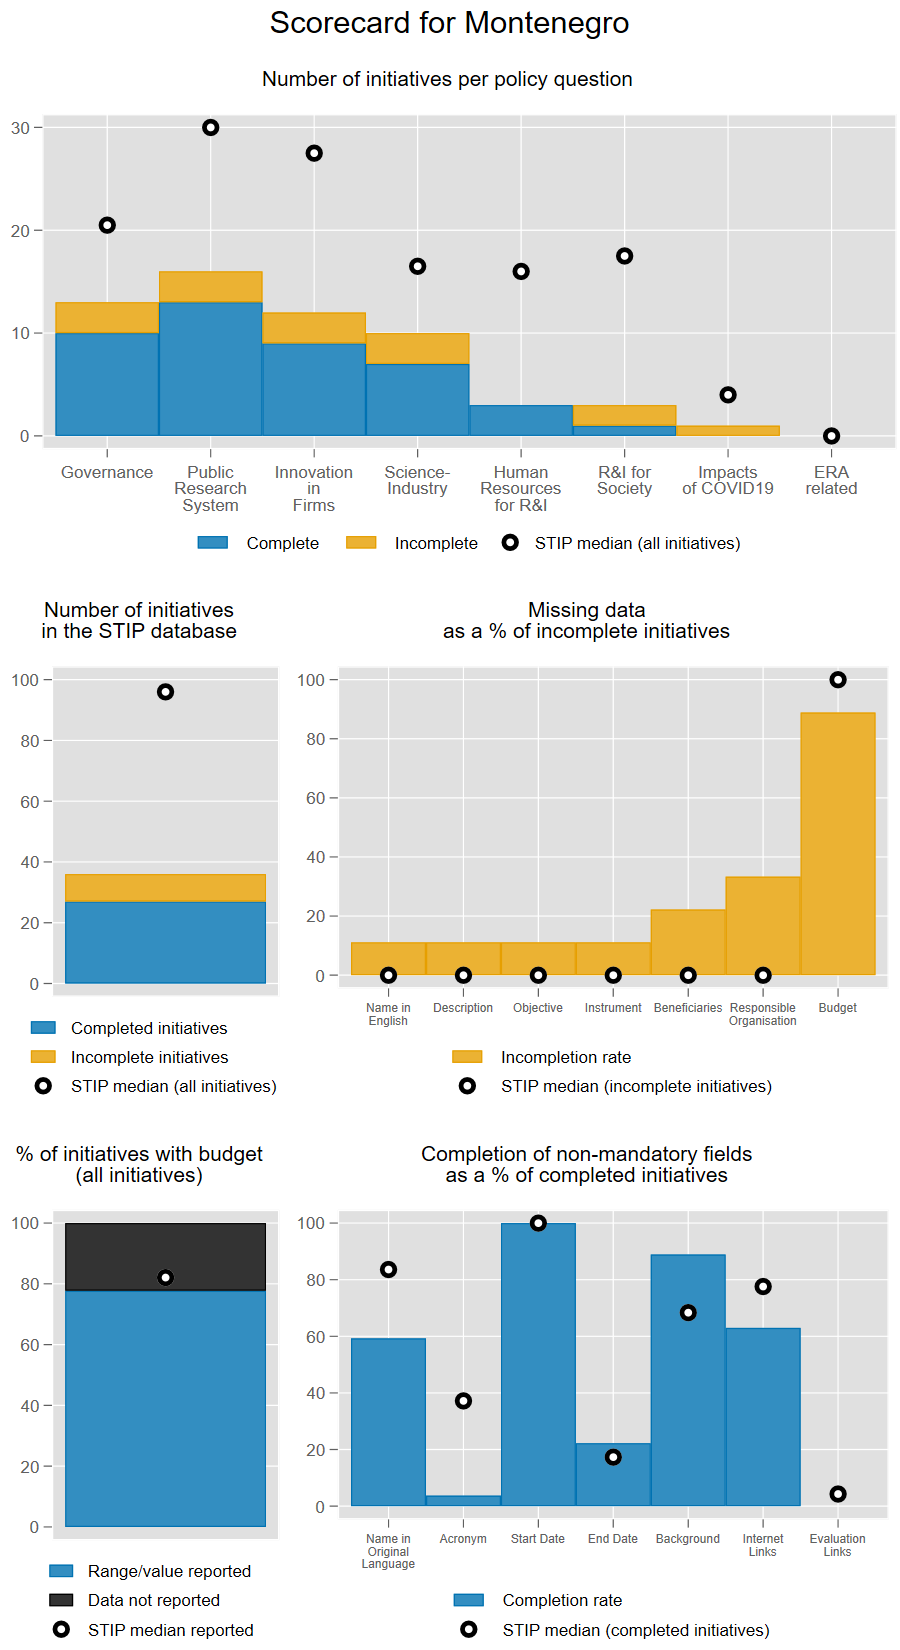 Scorecard for Montenegro
Number of initiatives per policy question
30
20
10
0
Governance
Public
Research
System
Innovation
in
Firms
Science-
Industry
Human
Resources
for R&I
R&I for
Society
Impacts
of COVID19
ERA
related
Complete
Incomplete
STIP median (all initiatives)
Number of initiatives
in the STIP database
100
80
60
40
20
0
Completed initiatives
Incomplete initiatives
STIP median (all initiatives)
Missing data
as a % of incomplete initiatives
100
80
60
40
20
0
Name in
English
Description
Objective
Instrument
Beneficiaries
Responsible
Organisation
Budget
Incompletion rate
STIP median (incomplete initiatives)
% of initiatives with budget
(all initiatives)
100
80
60
40
20
0
Range/value reported
Data not reported
STIP median reported
Completion of non-mandatory fields
as a % of completed initiatives
100
80
60
40
20
0
Name in
Original
Language
Acronym
Start Date
End Date
Background
Internet
Links
Evaluation
Links
Completion rate
STIP median (completed initiatives)